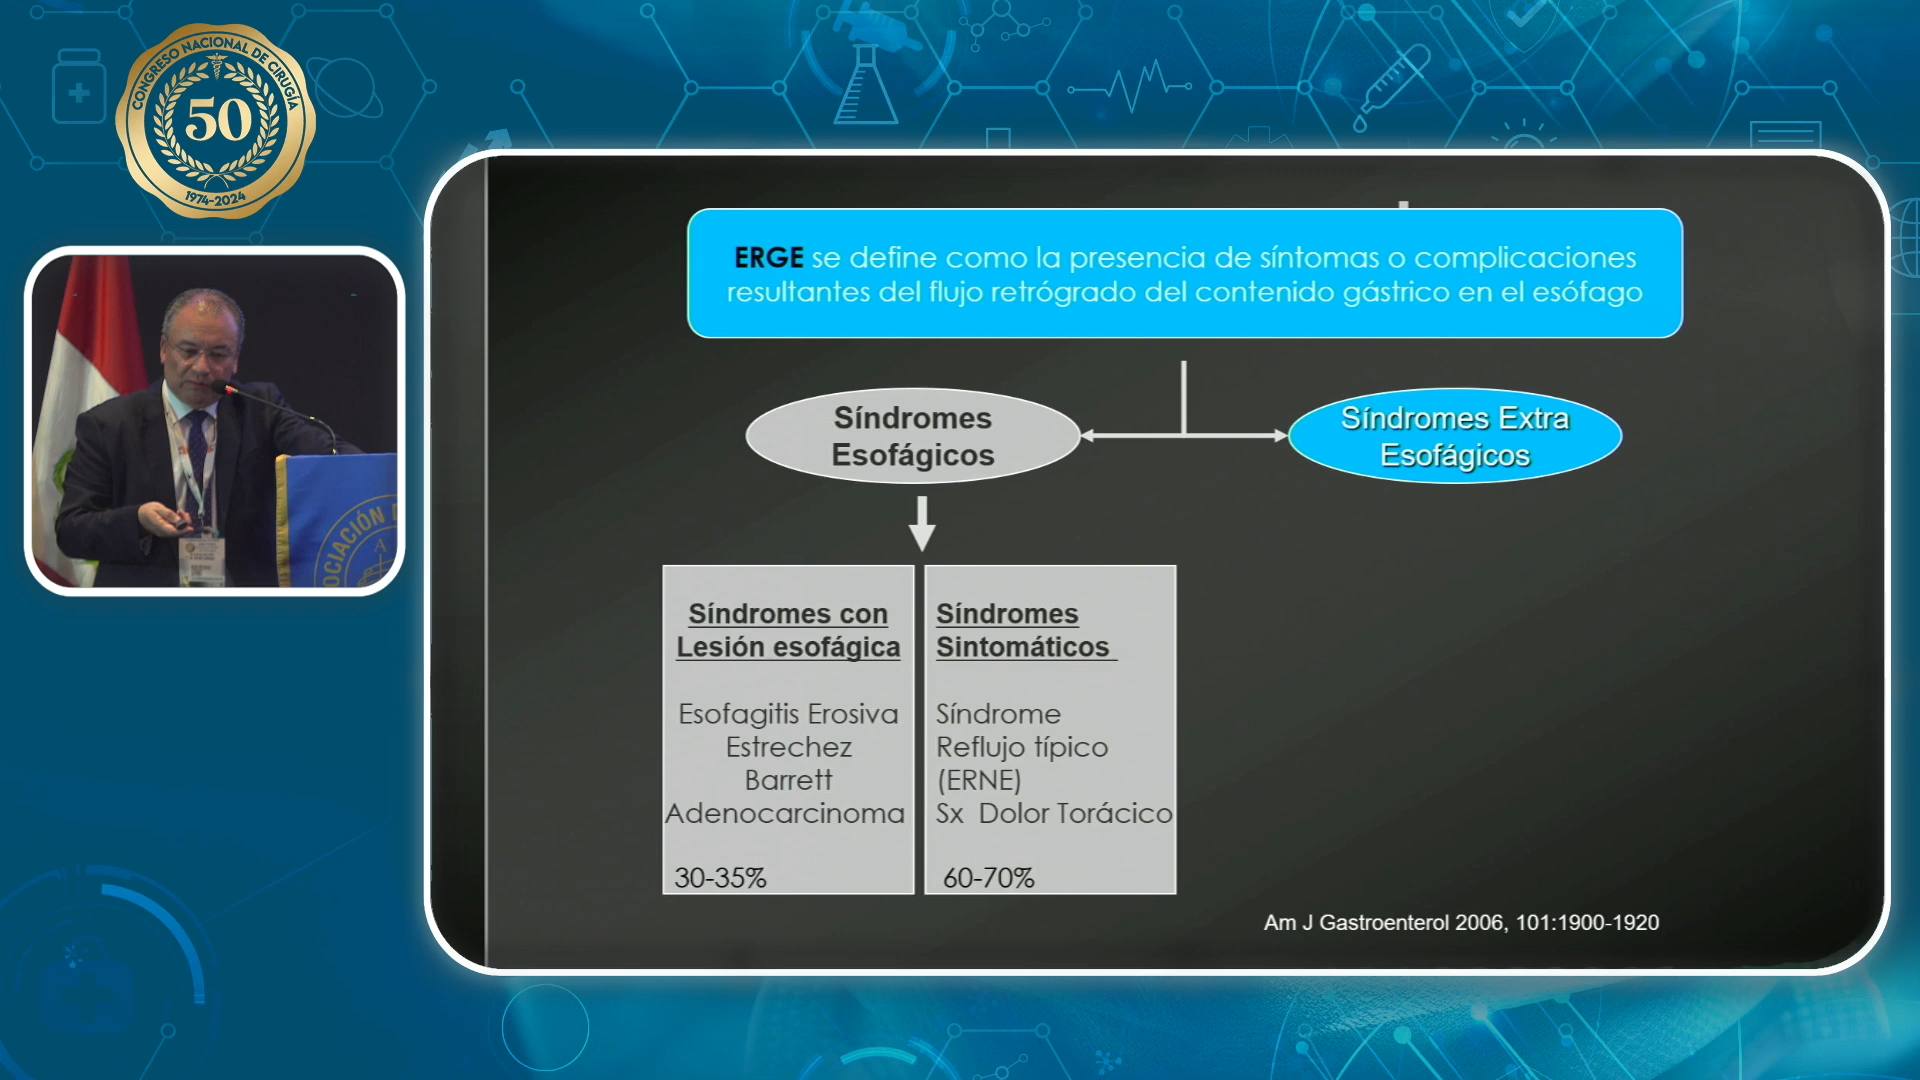 CONGRESO NACIONAL DE CIRUGÍA
50
1974-2024
ERGE se define como la presencia de síntomas o complicaciones
resultantes del flujo retrógrado del contenido gástrico en el esófago
Síndromes
Esofágicos
Síndromes Extra
Esofágicos
Síndromes con
Lesión esofágica
Esofagitis Erosiva
Estrechez
Barrett
Adenocarcinoma
30-35%
Síndromes
Sintomáticos
Síndrome
Reflujo típico
(ERNE)
Sx Dolor Torácico
60-70%
Am J Gastroenterol 2006, 101:1900-1920
OCIACIÓN